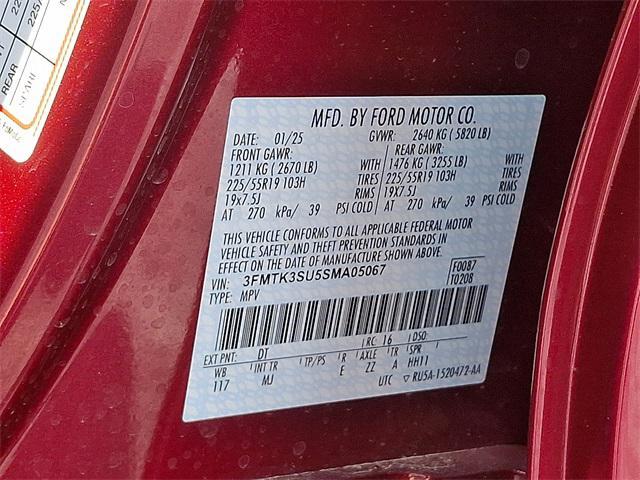 REAR
225/
SPARE
MFD. BY FORD MOTOR CO.
DATE: 01/25 GVWR: 2640 KG ( 5820 LB)
FRONT GAWR: REAR GAWR:
1211 KG ( 2670 LB) WITH 1476 KG ( 3255 LB) WITH
225/55R19 103H TIRES 225/55R19 103H TIRES
19x7.5J RIMS 19X7.5J RIMS
AT 270 kPa/ 39 PSI COLD AT 270 kPa/ 39 PSI COLD
THIS VEHICLE CONFORMS TO ALL APPLICABLE FEDERAL MOTOR
VEHICLE SAFETY AND THEFT PREVENTION STANDARDS IN
EFFECT ON THE DATE OF MANUFACTURE SHOWN ABOVE.
VIN: 3FMTK3SU5SMA05067 F0087
TYPE: MPV T0208
EXT PNT: DT RC: 16 DSO:
WB INT TR TP/PS R AXLE TR SPR
117 MJ E ZZ A HH11
UTC ▽ RU5A-1520472-AA